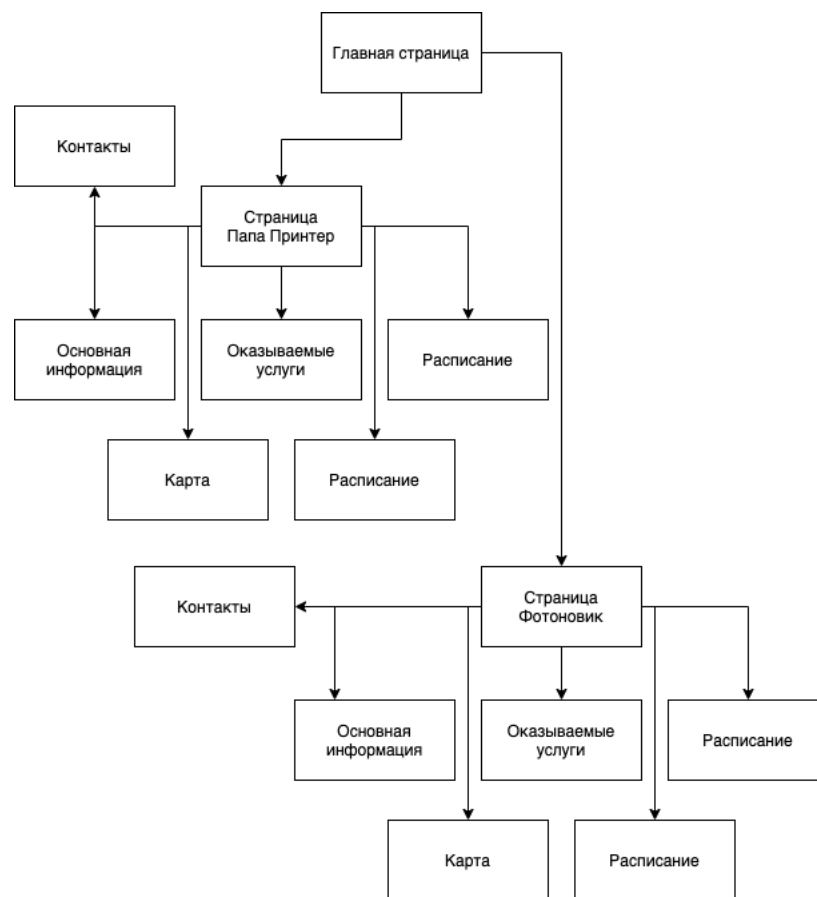 Главная страница
Контакты
Страница
Папа Принтер
Основная
информация
Оказываемые
услуги
Расписание
Карта
Расписание
Контакты
Страница
Фотоновик
Основная
информация
Оказываемые
услуги
Расписание
Карта
Расписание